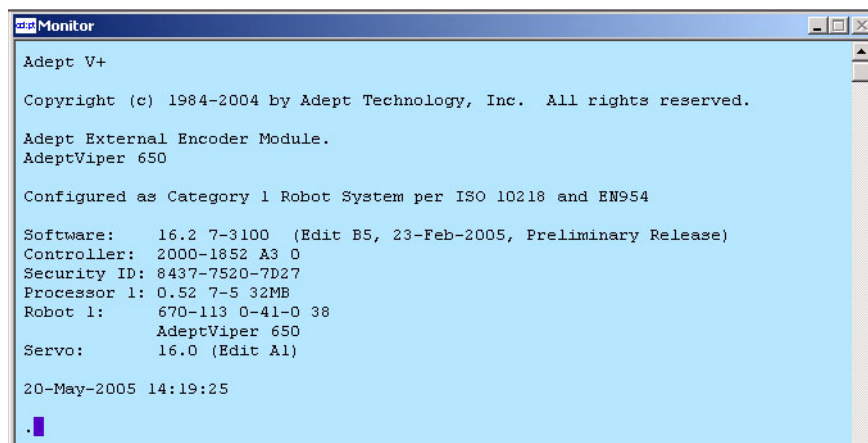 adept Monitor
Adept V+
Copyright (c) 1984-2004 by Adept Technology, Inc. All rights reserved.
Adept External Encoder Module.
AdeptViper 650
Configured as Category 1 Robot System per ISO 10218 and EN954
Software: 16.2 7-3100 (Edit B5, 23-Feb-2005, Preliminary Release)
Controller: 2000-1852 A3 0
Security ID: 8437-7520-7D27
Processor 1: 0.52 7-5 32MB
Robot 1: 670-113 0-41-0 38
AdeptViper 650
Servo: 16.0 (Edit A1)
20-May-2005 14:19:25
.